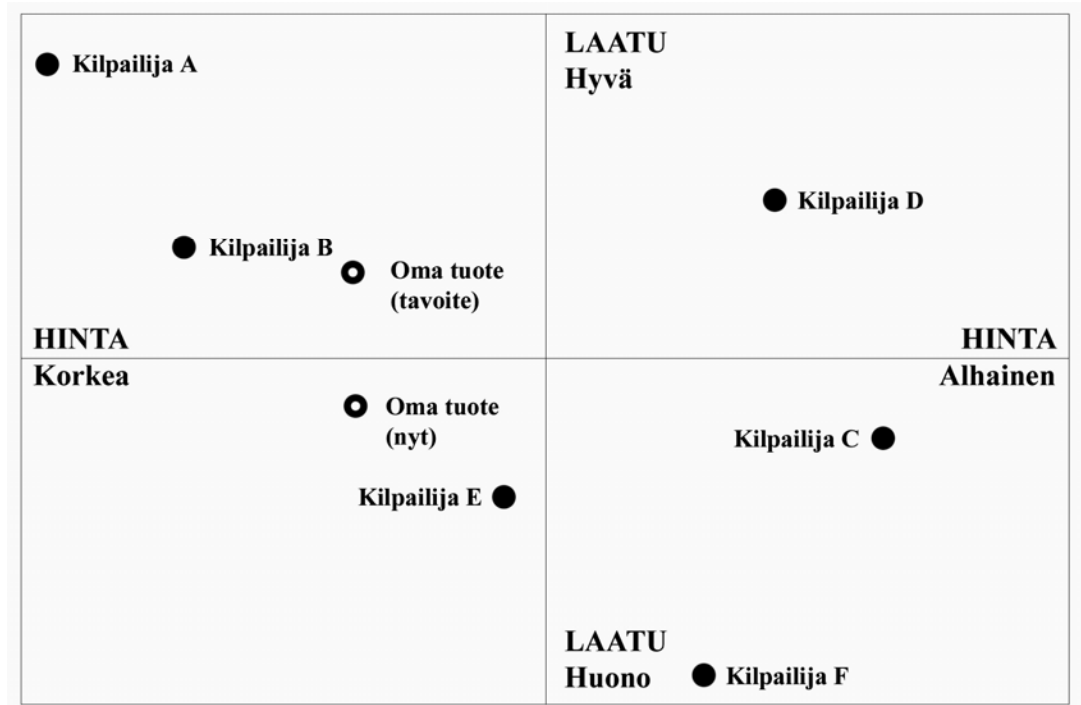 LAATU
Hyvä
Kilpailija A
Kilpailija D
Kilpailija B
Oma tuote
(tavoite)
HINTA
Korkea
HINTA
Alhainen
Oma tuote
(nyt)
Kilpailija C
Kilpailija E
LAATU
Huono
Kilpailija F